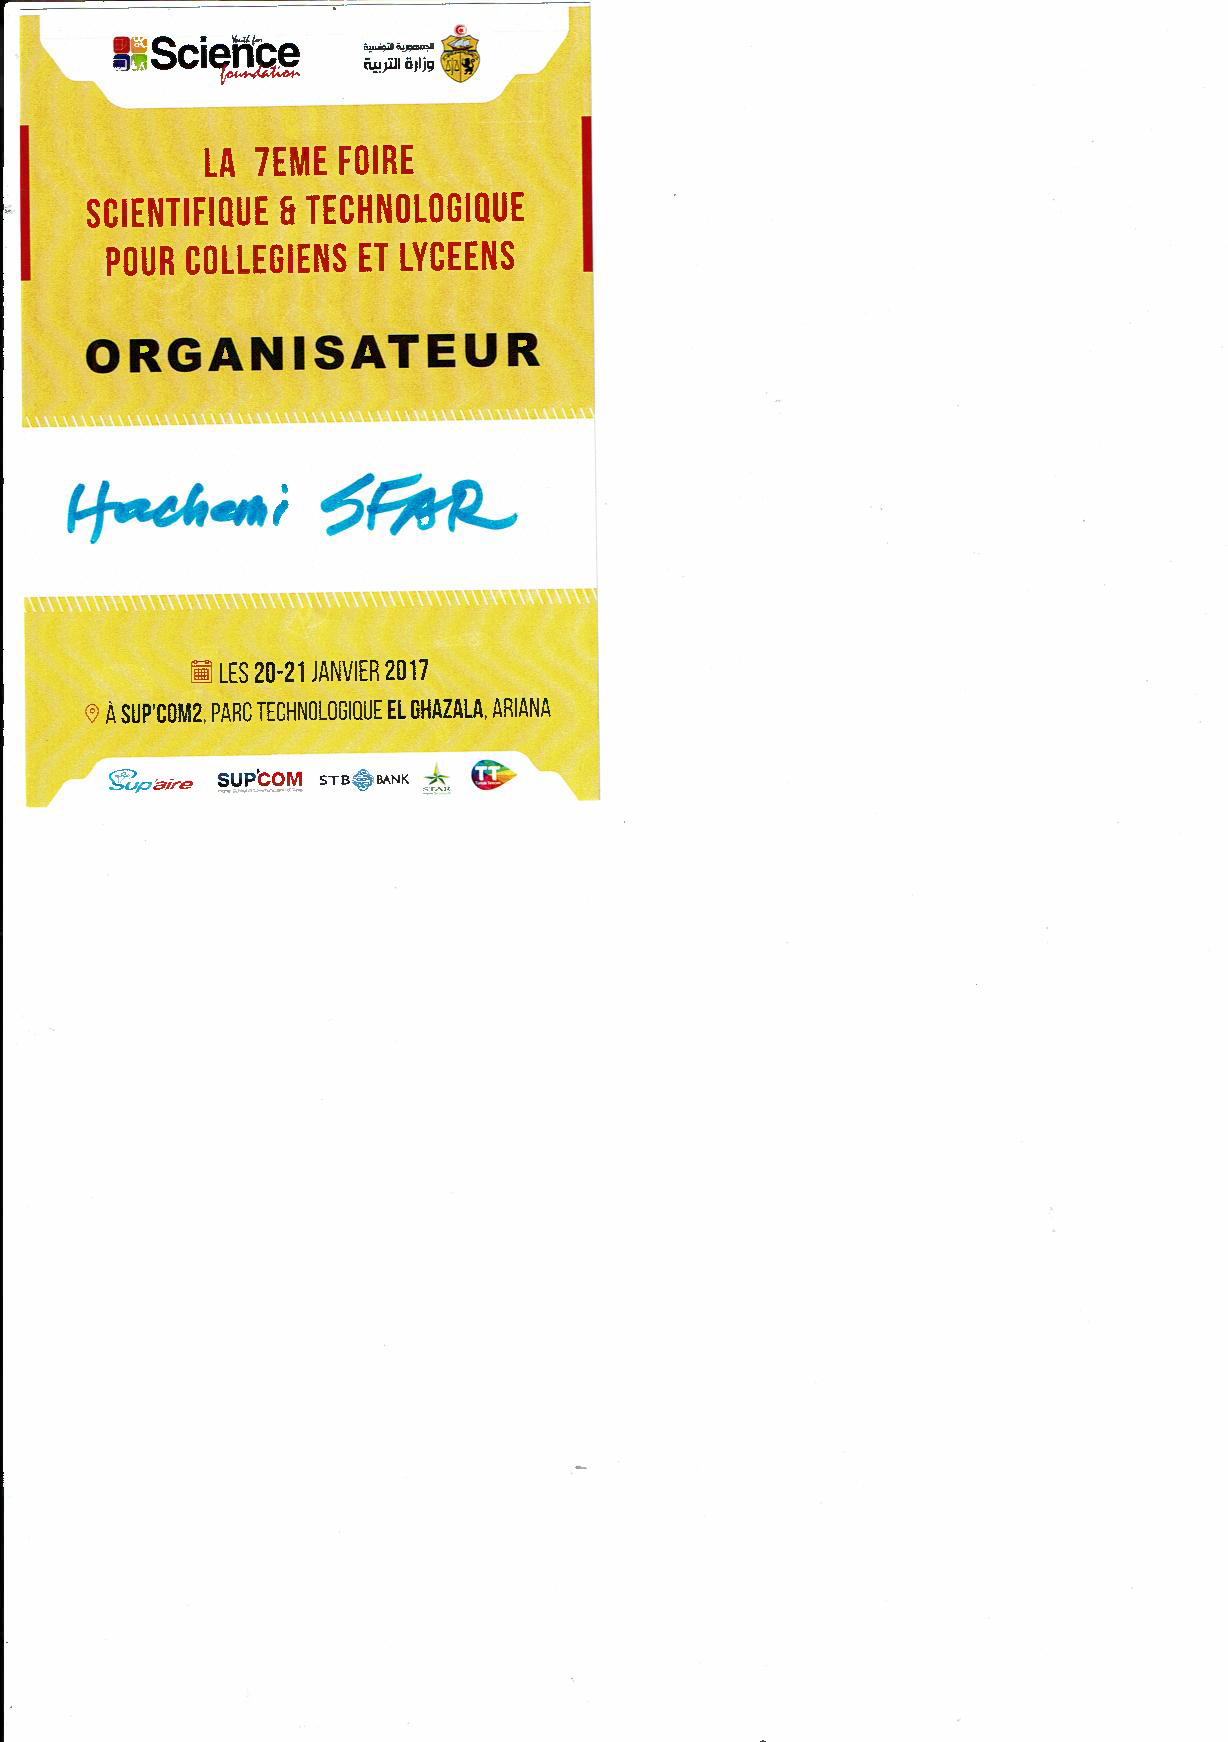 Youth for
Science
foundation
الجمهورية التونسية
وزارة التربية
LA 7EME FOIRE
SCIENTIFIQUE & TECHNOLOGIQUE
POUR COLLEGIENS ET LYCEENS
ORGANISATEUR
Hachemi SFAR
LES 20-21 JANVIER 2017
À SUP'COM2, PARC TECHNOLOGIQUE EL GHAZALA, ARIANA
Sup'aire SUP'COM STB BANK STAR TT